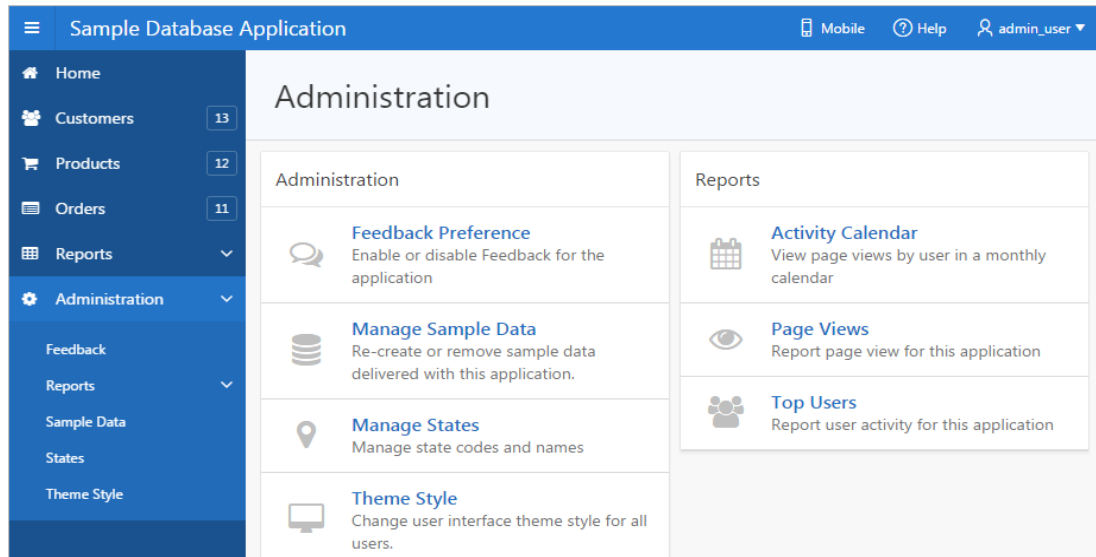 Sample Database Application
Mobile
Help
admin_user
Home
Customers 13
Products 12
Orders 11
Reports
Administration
Feedback
Reports
Sample Data
States
Theme Style
Administration
Administration
Feedback Preference
Enable or disable Feedback for the
application
Manage Sample Data
Re-create or remove sample data
delivered with this application.
Manage States
Manage state codes and names
Theme Style
Change user interface theme style for all
users.
Reports
Activity Calendar
View page views by user in a monthly
calendar
Page Views
Report page view for this application
Top Users
Report user activity for this application